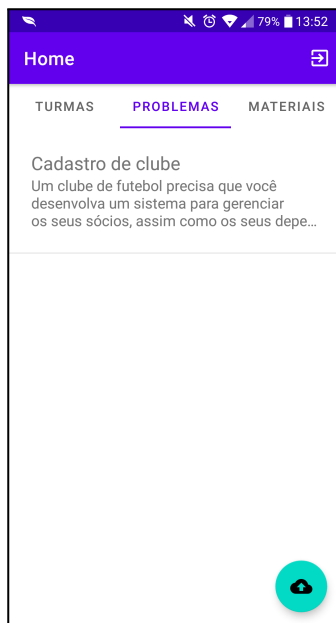 79% 13:52
Home
TURMAS PROBLEMAS MATERIAIS
Cadastro de clube
Um clube de futebol precisa que você
desenvolva um sistema para gerenciar
os seus sócios, assim como os seus depe...